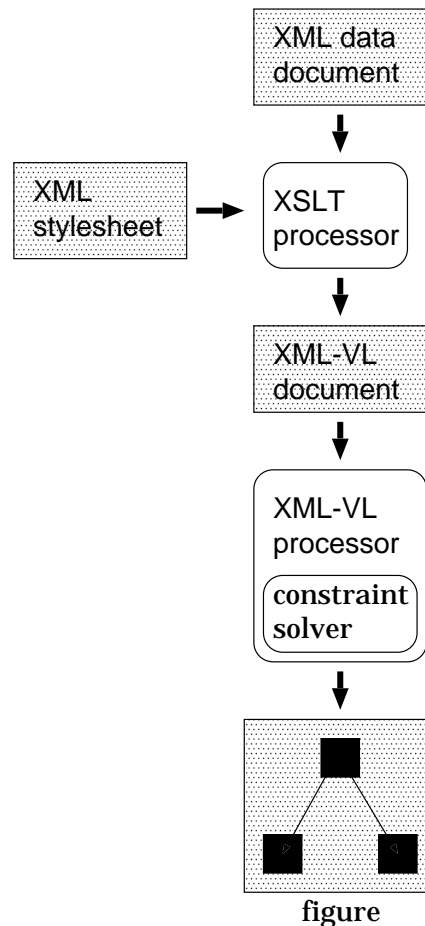 XML data
document
XML
stylesheet
XSLT
processor
XML-VL
document
XML-VL
processor
constraint
solver
figure